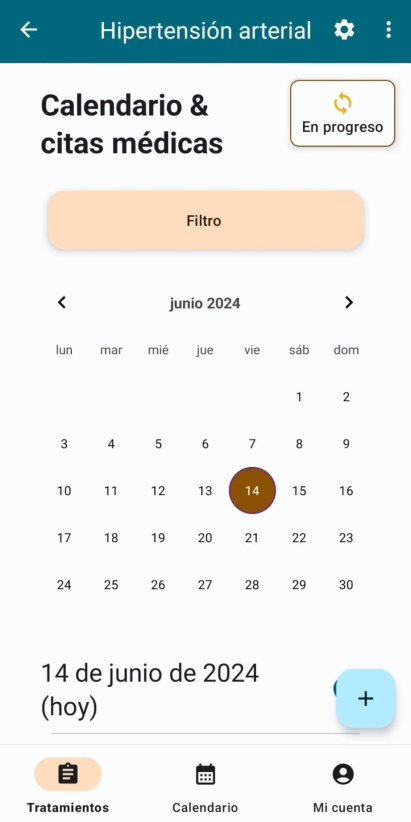 Hipertensión arterial
Calendario &
citas médicas
En progreso
Filtro
junio 2024
lun mar mié jue vie sáb dom
1 2
3 4 5 6 7 8 9
10 11 12 13 14 15 16
17 18 19 20 21 22 23
24 25 26 27 28 29 30
14 de junio de 2024
(hoy)
+
Tratamientos Calendario Mi cuenta